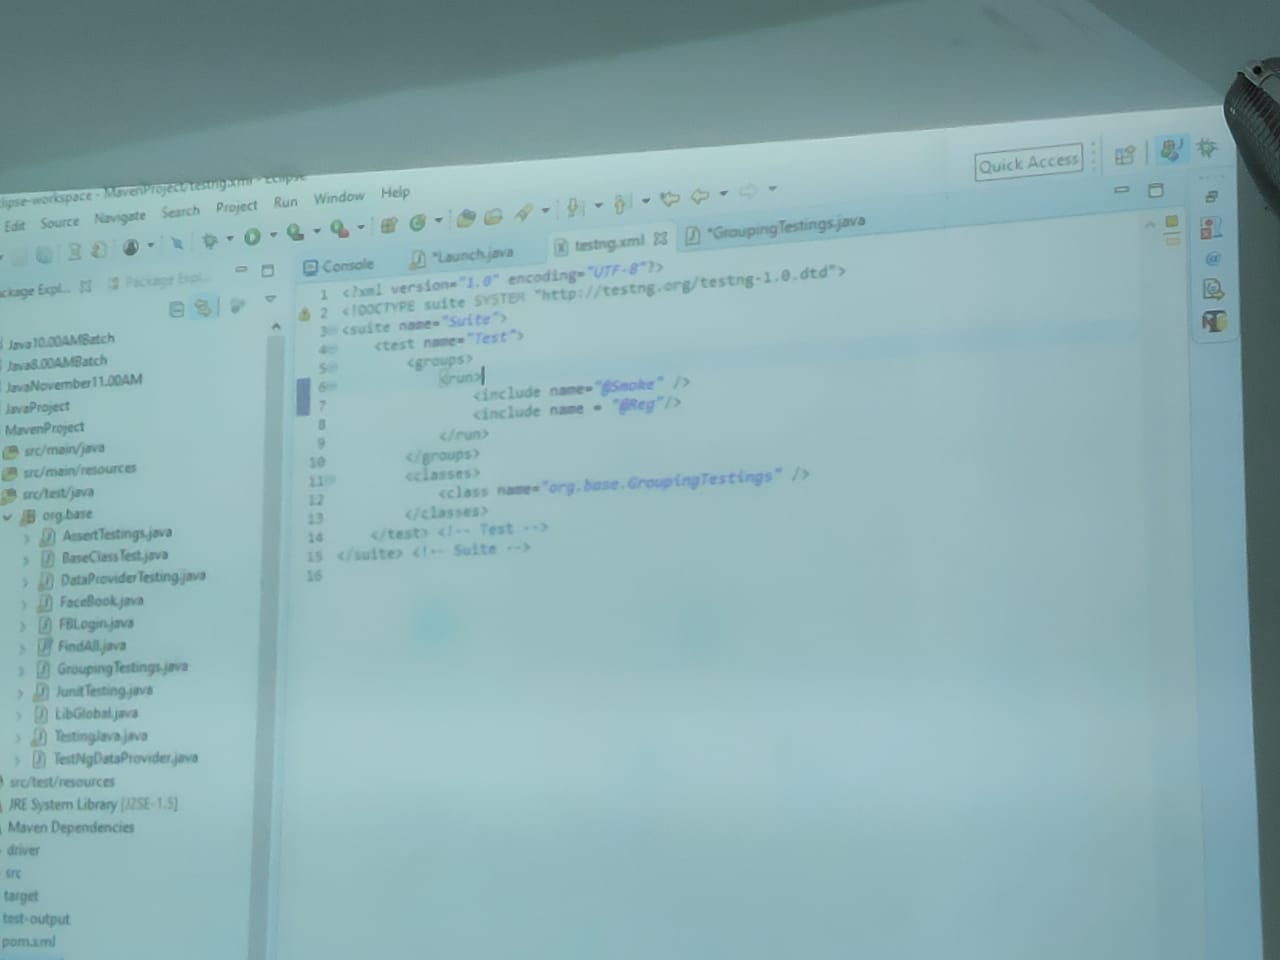 clipse-workspace - MavenProject/testng.xml - Eclipse
Edit Source Navigate Search Project Run Window Help
Quick Access
ckage Expl... Package Expl...
Console *Launch.java testng.xml *GroupingTestings.java
1 <?xml version="1.0" encoding="UTF-8"?>
2 <!DOCTYPE suite SYSTEM "http://testng.org/testng-1.0.dtd">
3 <suite name="Suite">
4 <test name="Test">
5 <groups>
6 <run>
7 <include name="@Smoke" />
8 <include name = "@Reg"/>
9 </run>
10 </groups>
11 <classes>
12 <class name="org.base.GroupingTestings" />
13 </classes>
14 </test> <!-- Test -->
15 </suite> <!-- Suite -->
16
Java10.00AMBatch
Java8.00AMBatch
JavaNovember11.00AM
JavaProject
MavenProject
src/main/java
src/main/resources
src/test/java
org.base
AssertTestings.java
BaseClassTest.java
DataProviderTesting.java
FaceBook.java
FBLogin.java
FindAll.java
GroupingTestings.java
JunitTesting.java
LibGlobal.java
TestingJava.java
TestNgDataProvider.java
src/test/resources
JRE System Library [J2SE-1.5]
Maven Dependencies
driver
src
target
test-output
pom.xml